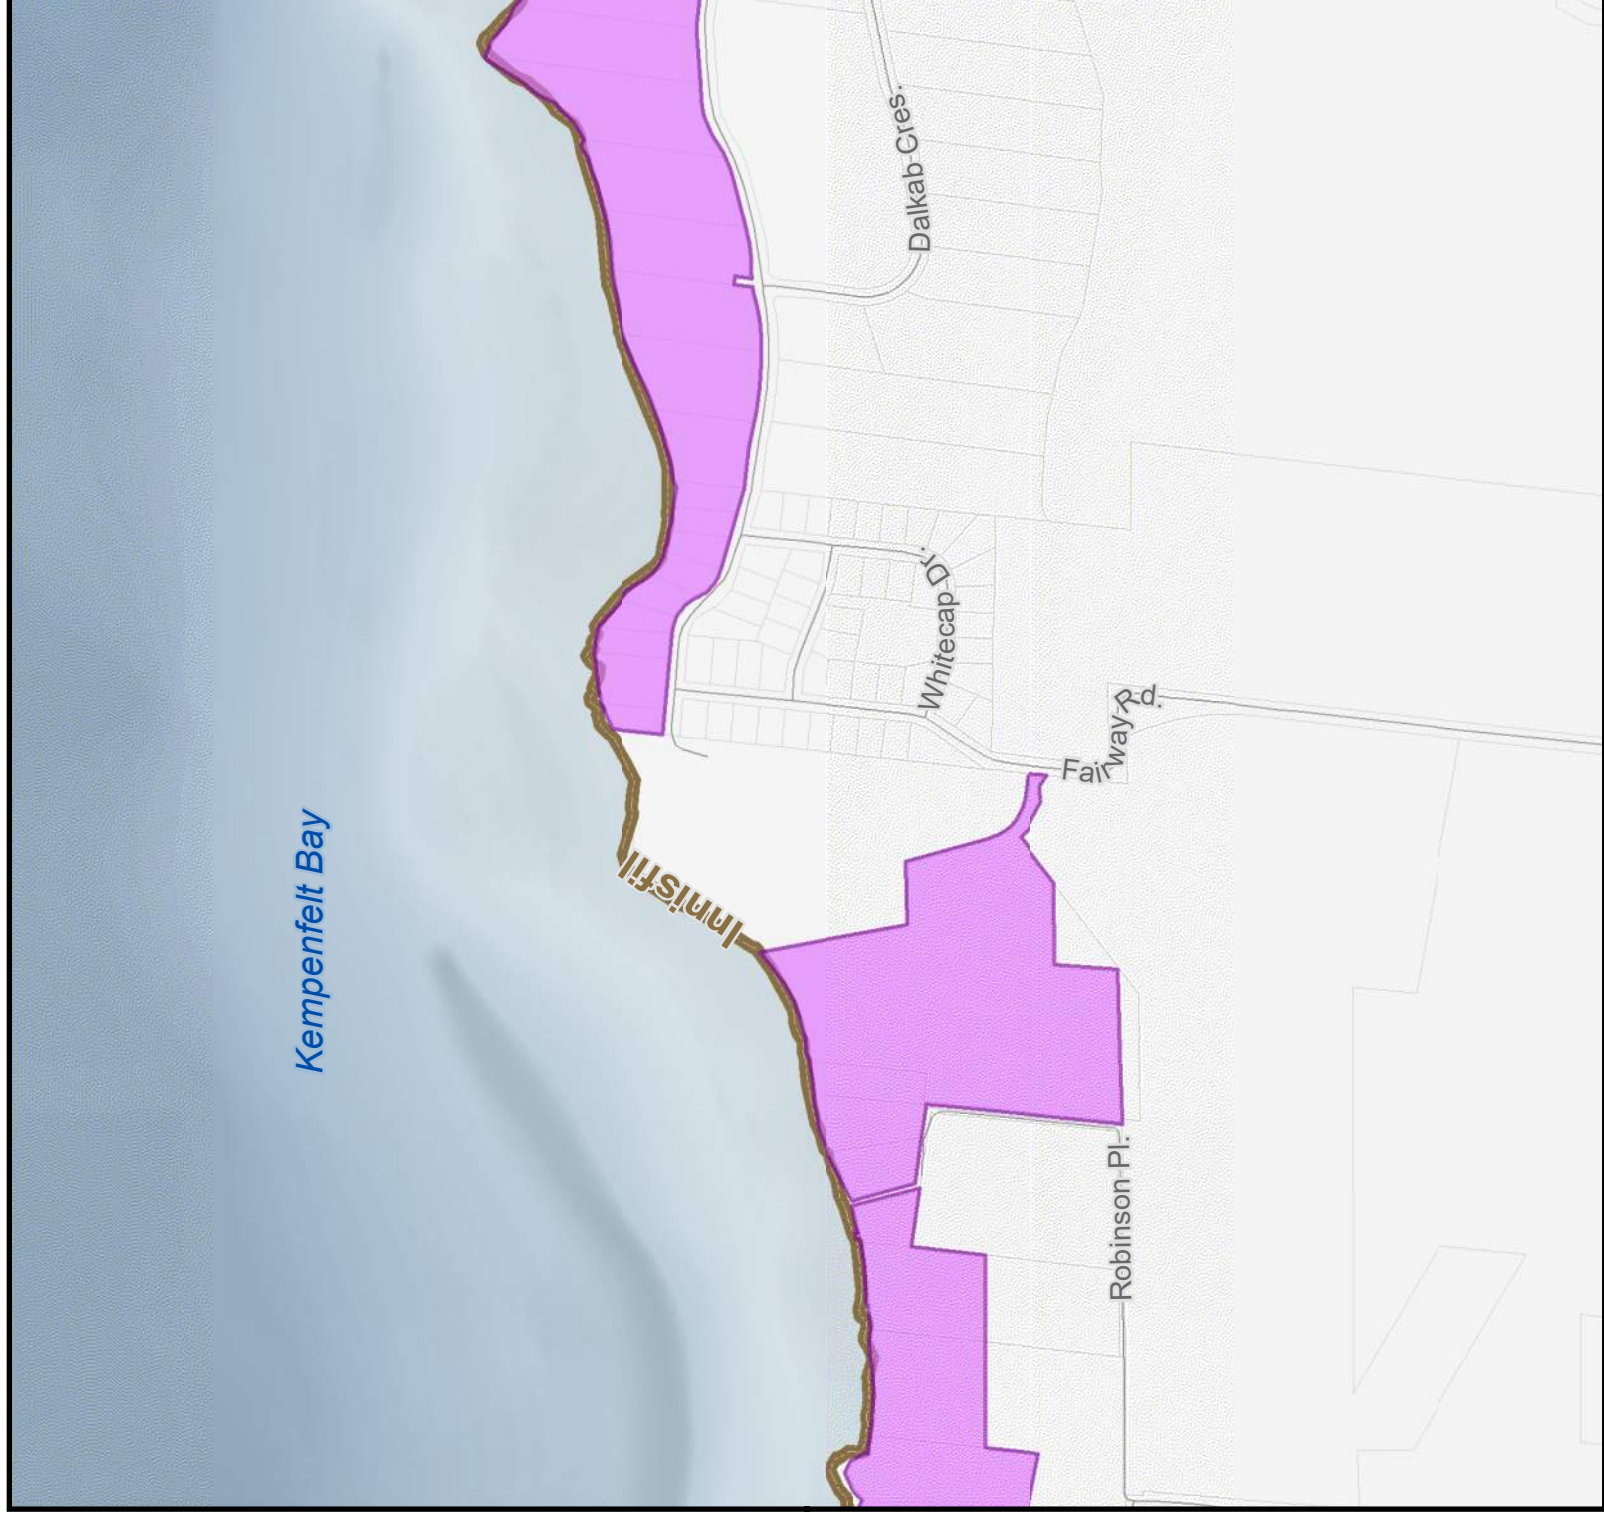 Dalkab Cres.
Whitecap Dr.
Fairway Rd.
Kempenfelt Bay
Innisfil
Robinson Pl.